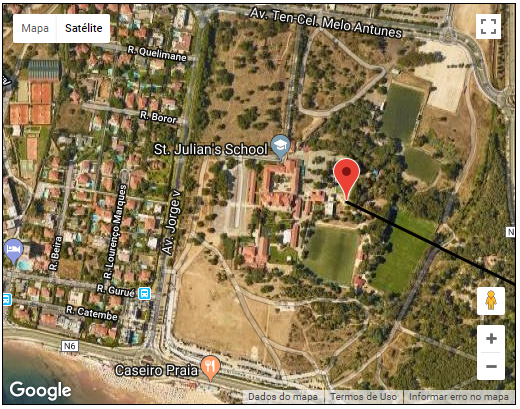 Mapa
Satélite
Av. Ten-Cel. Melo Antunes
R. Quelimane
R. Boror
St. Julian's School
R. Lourenço Marques
Av. Jorge V
R. Beira
N
R. Gurué
R. Catembe
N6
Caseiro Praia
Google
Dados do mapa
Termos de Uso
Informar erro no mapa